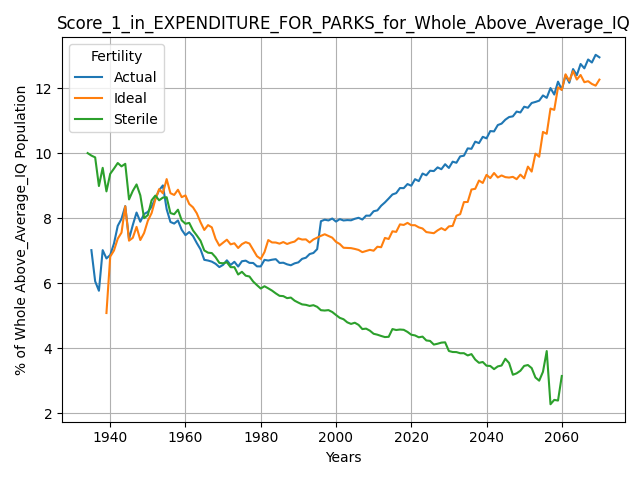 Score_1_in_EXPENDITURE_FOR_PARKS_for_Whole_Above_Average_IQ
Fertility
Actual
Ideal
Sterile
% of Whole Above_Average_IQ Population
12
10
8
6
4
2
1940 1960 1980 2000 2020 2040 2060
Years